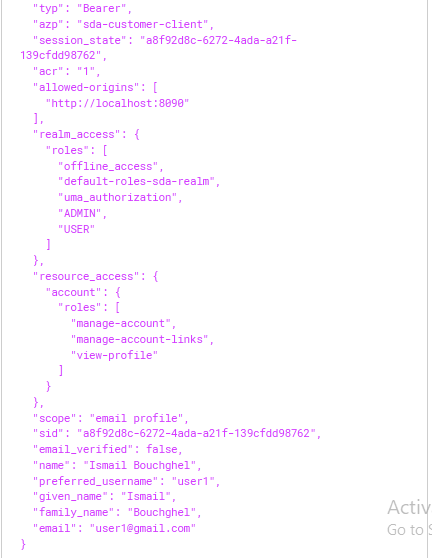 "typ": "Bearer",
"azp": "sda-customer-client",
"session_state": "a8f92d8c-6272-4ada-a21f-
139cfdd98762",
"acr": "1",
"allowed-origins": [
"http://localhost:8090"
],
"realm_access": {
"roles": [
"offline_access",
"default-roles-sda-realm",
"uma_authorization",
"ADMIN",
"USER"
]
},
"resource_access": {
"account": {
"roles": [
"manage-account",
"manage-account-links",
"view-profile"
]
}
},
"scope": "email profile",
"sid": "a8f92d8c-6272-4ada-a21f-139cfdd98762",
"email_verified": false,
"name": "Ismail Bouchghel",
"preferred_username": "user1",
"given_name": "Ismail",
"family_name": "Bouchghel",
"email": "user1@gmail.com"
}
Activ
Go to S